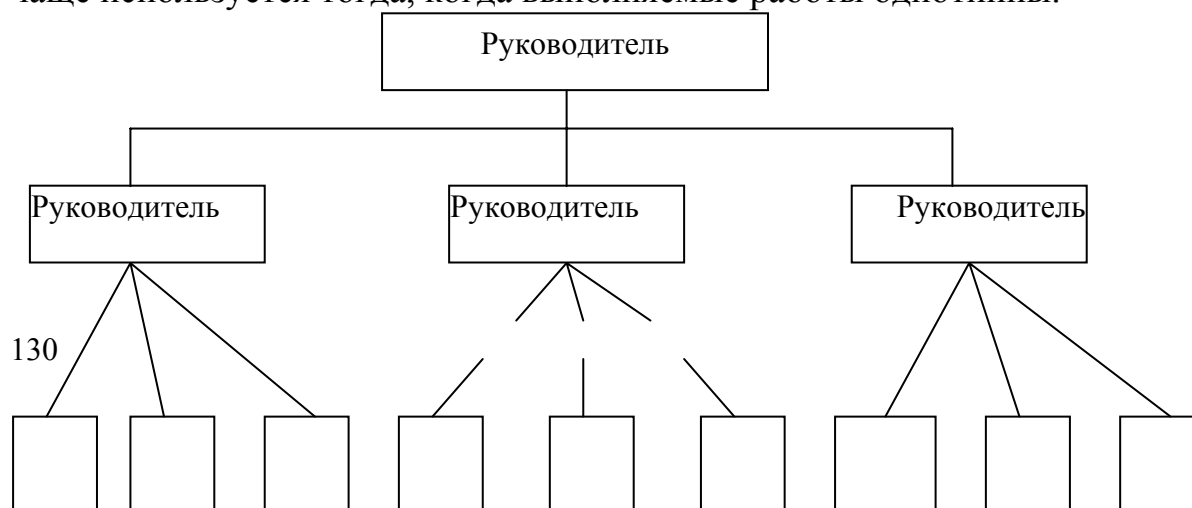 чаще используется тогда, когда выполняемые работы однотипны.
Руководитель
Руководитель Руководитель Руководитель
130